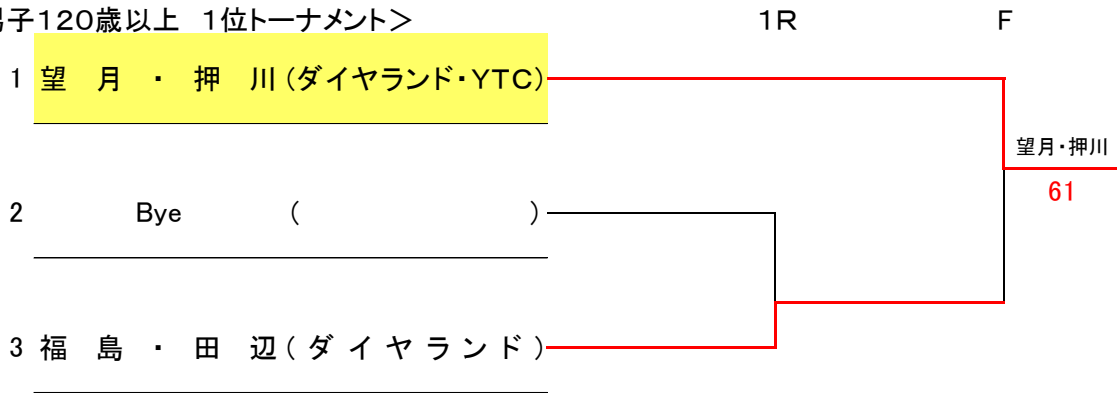 男子120歳以上 1位トーナメント＞ 1R F
1 望月・押川(ダイヤランド・YTC)
望月・押川
61
2 Bye ( )
3 福島・田辺(ダイヤランド)